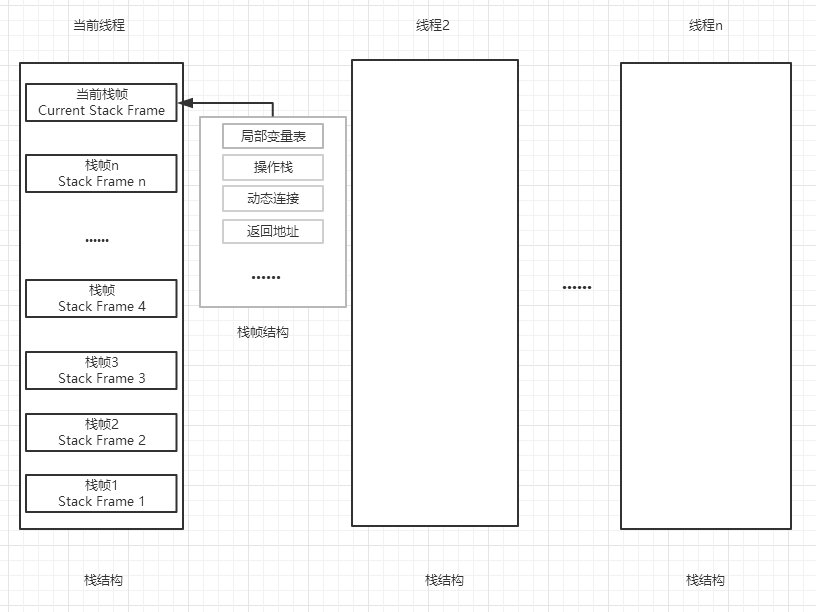 当前线程
线程2
线程n
当前栈帧
Current Stack Frame
栈帧n
Stack Frame n
······
栈帧
Stack Frame 4
栈帧3
Stack Frame 3
栈帧2
Stack Frame 2
栈帧1
Stack Frame 1
局部变量表
操作栈
动态连接
返回地址
······
栈帧结构
······
栈结构
栈结构
栈结构